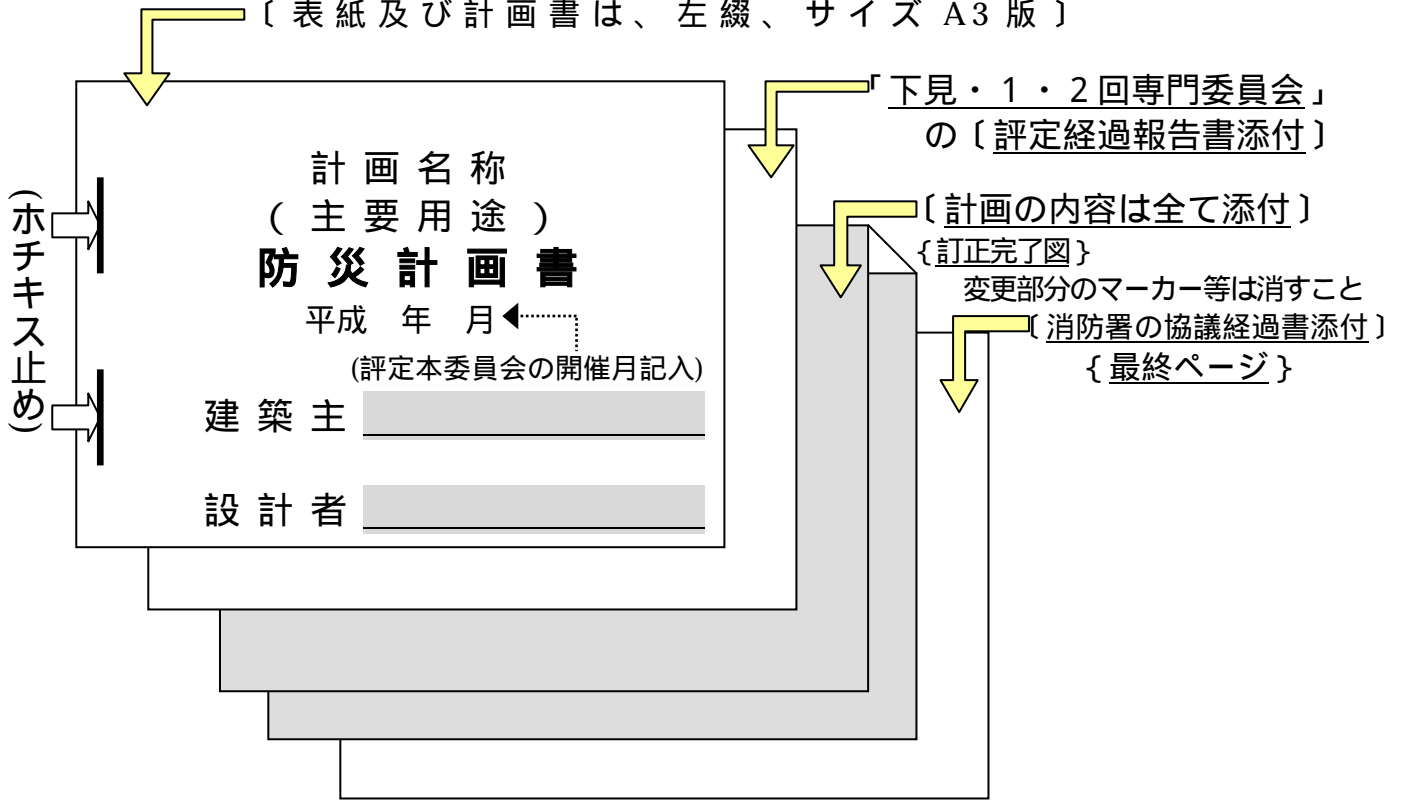 〔表紙及び計画書は、左綴、サイズ A3 版〕
「下見・1・2回専門委員会」
の〔評定経過報告書添付〕
〔計画の内容は全て添付〕
{訂正完了図}
変更部分のマーカー等は消すこと
〔消防署の協議経過書添付〕
{最終ページ}
(ホチキス止め)
計画名称
(主要用途)
防災計画書
平成　年　月
(評定本委員会の開催月記入)
建築主
設計者